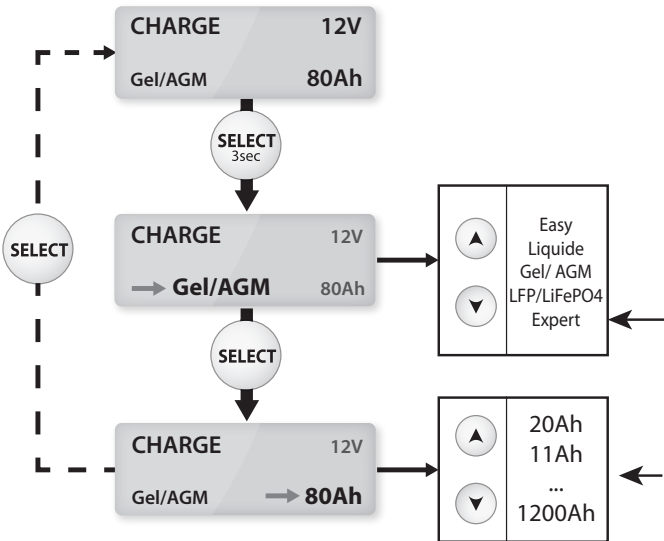 CHARGE 12V
Gel/AGM 80Ah
SELECT
3sec
SELECT
CHARGE 12V
Gel/AGM 80Ah
Easy
Liquide
Gel/ AGM
LFP/LiFePO4
Expert
SELECT
CHARGE 12V
Gel/AGM 80Ah
20Ah
11Ah
...
1200Ah